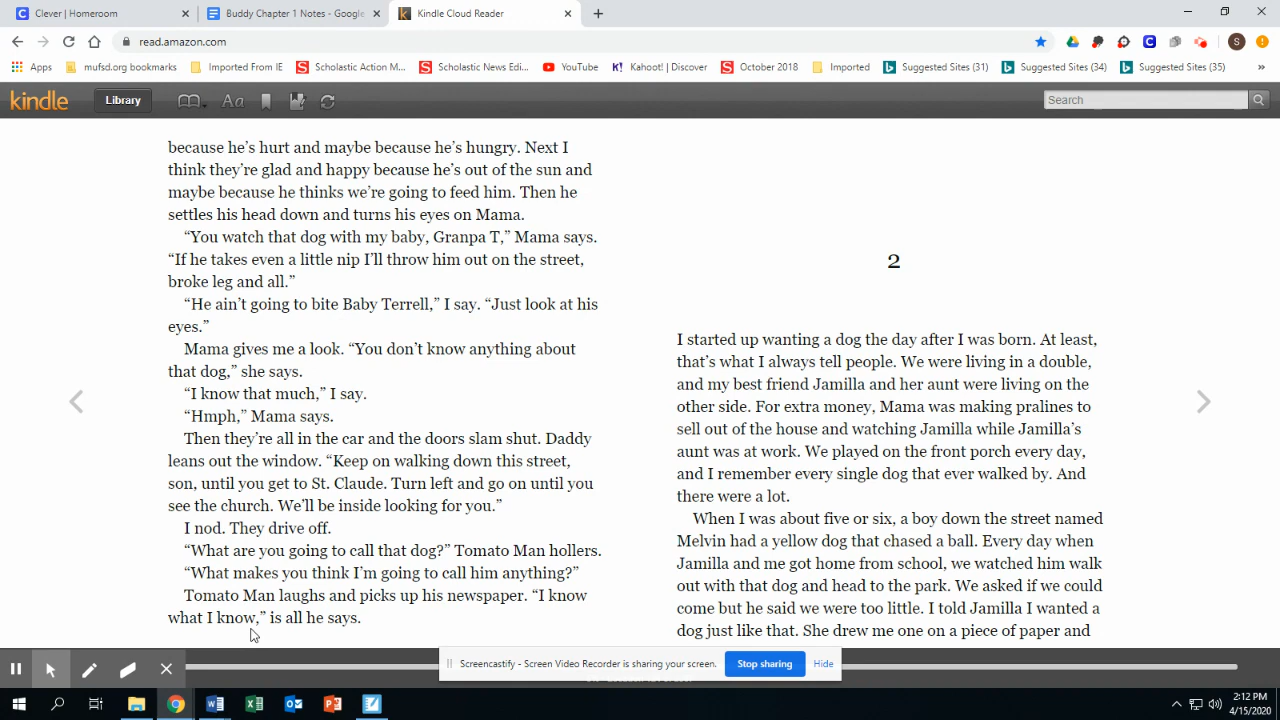 Clever | Homeroom
Buddy Chapter 1 Notes - Google
Kindle Cloud Reader
read.amazon.com
Apps
mufsd.org bookmarks
Imported From IE
Scholastic Action M...
Scholastic News Edi...
YouTube
Kahoot! | Discover
October 2018
Imported
Suggested Sites (31)
Suggested Sites (34)
Suggested Sites (35)
kindle
Library
Aa
Search
because he’s hurt and maybe because he’s hungry. Next I
think they’re glad and happy because he’s out of the sun and
maybe because he thinks we’re going to feed him. Then he
settles his head down and turns his eyes on Mama.
“You watch that dog with my baby, Granpa T,” Mama says.
“If he takes even a little nip I’ll throw him out on the street,
broke leg and all.”
“He ain’t going to bite Baby Terrell,” I say. “Just look at his
eyes.”
Mama gives me a look. “You don’t know anything about
that dog,” she says.
“I know that much,” I say.
“Hmph,” Mama says.
Then they’re all in the car and the doors slam shut. Daddy
leans out the window. “Keep on walking down this street,
son, until you get to St. Claude. Turn left and go on until you
see the church. We’ll be inside looking for you.”
I nod. They drive off.
“What are you going to call that dog?” Tomato Man hollers.
“What makes you think I’m going to call him anything?”
Tomato Man laughs and picks up his newspaper. “I know
what I know,” is all he says.
2
I started up wanting a dog the day after I was born. At least,
that’s what I always tell people. We were living in a double,
and my best friend Jamilla and her aunt were living on the
other side. For extra money, Mama was making pralines to
sell out of the house and watching Jamilla while Jamilla’s
aunt was at work. We played on the front porch every day,
and I remember every single dog that ever walked by. And
there were a lot.
When I was about five or six, a boy down the street named
Melvin had a yellow dog that chased a ball. Every day when
Jamilla and me got home from school, we watched him walk
out with that dog and head to the park. We asked if we could
come but he said we were too little. I told Jamilla I wanted a
dog just like that. She drew me one on a piece of paper and
Screencastify - Screen Video Recorder is sharing your screen.
Stop sharing
Hide
2:12 PM
4/15/2020